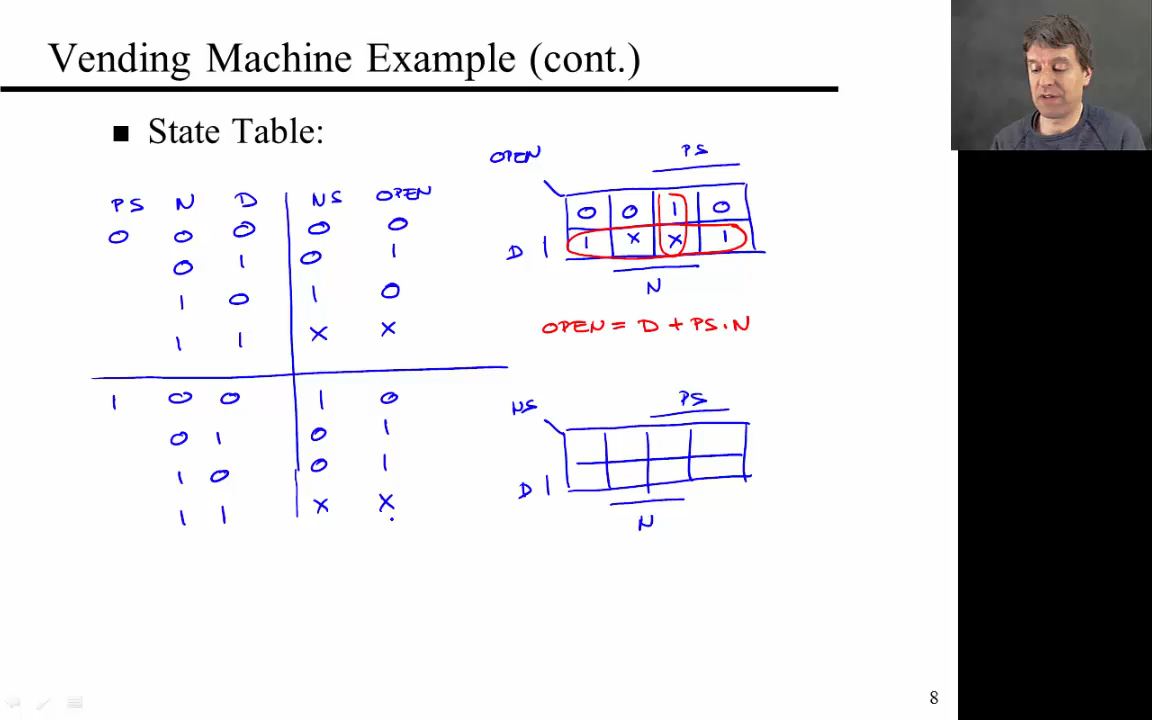 Vending Machine Example (cont.)
■ State Table:
PS N D NS OPEN
0 0 0 0 0
0 1 0 1
1 0 1 0
1 1 X X
1 0 0 1 0
0 1 0 1
1 0 0 1
1 1 X X
OPEN PS
0 0 1 0
D 1 1 X X 1
N
OPEN = D + PS . N
NS PS
D 1
N
8